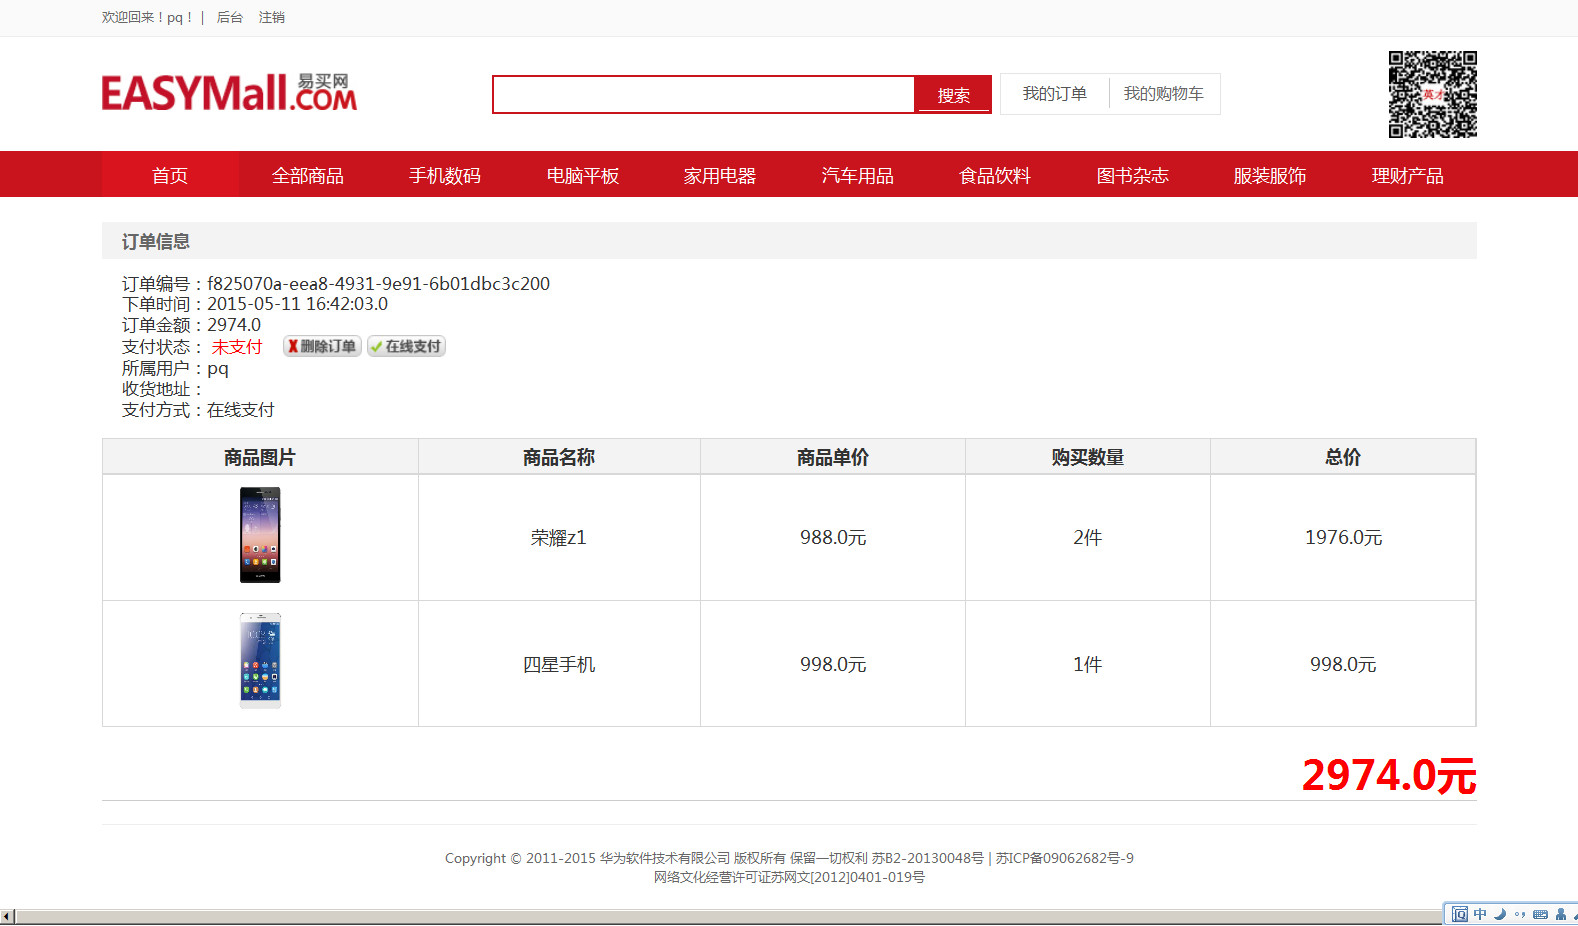 欢迎回来！pq！ | 后台 注销
EASYMall.COM 易买网
搜索 我的订单 我的购物车
英才
首页 全部商品 手机数码 电脑平板 家用电器 汽车用品 食品饮料 图书杂志 服装服饰 理财产品
订单信息
订单编号：f825070a-eea8-4931-9e91-6b01dbc3c200
下单时间：2015-05-11 16:42:03.0
订单金额：2974.0
支付状态： 未支付 删除订单 在线支付
所属用户：pq
收货地址：
支付方式：在线支付
商品图片 商品名称 商品单价 购买数量 总价
荣耀z1 988.0元 2件 1976.0元
四星手机 998.0元 1件 998.0元
2974.0元
Copyright © 2011-2015 华为软件技术有限公司 版权所有 保留一切权利 苏B2-20130048号 | 苏ICP备09062682号-9
网络文化经营许可证苏网文[2012]0401-019号
中